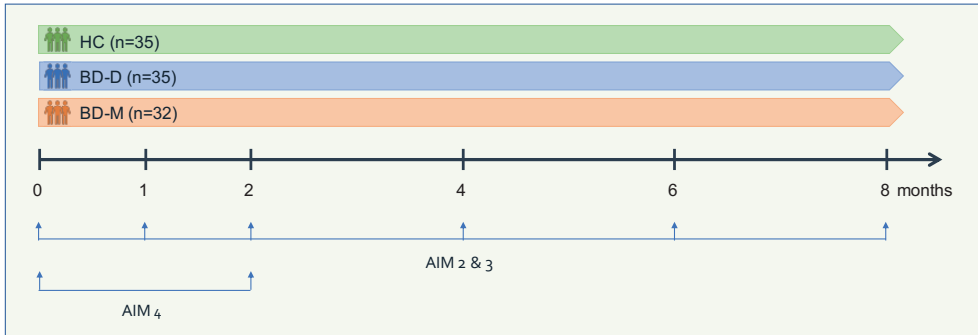 HC (n=35)
BD-D (n=35)
BD-M (n=32)
0 1 2 4 6 8 months
AIM 2 & 3
AIM 4